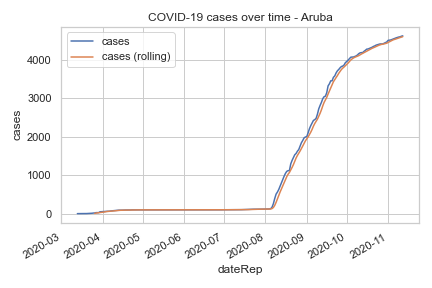 COVID-19 cases over time - Aruba
cases
cases (rolling)
4000
3000
2000
1000
0
cases
2020-03
2020-04
2020-05
2020-06
2020-07
2020-08
2020-09
2020-10
2020-11
dateRep